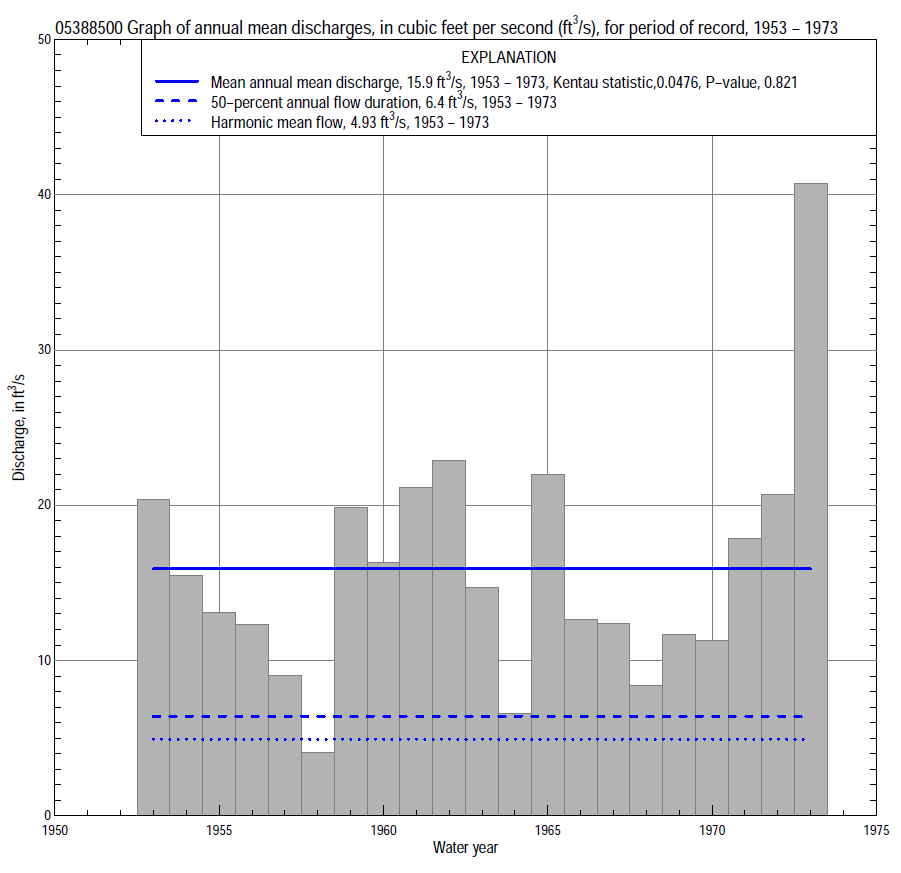 05388500 Graph of annual mean discharges, in cubic feet per second (ft³/s), for period of record, 1953 – 1973
EXPLANATION
Mean annual mean discharge, 15.9 ft³/s, 1953 – 1973, Kentau statistic,0.0476, P–value, 0.821
50–percent annual flow duration, 6.4 ft³/s, 1953 – 1973
Harmonic mean flow, 4.93 ft³/s, 1953 – 1973
50
40
30
20
10
0
Discharge, in ft³/s
1950 1955 1960 1965 1970 1975
Water year